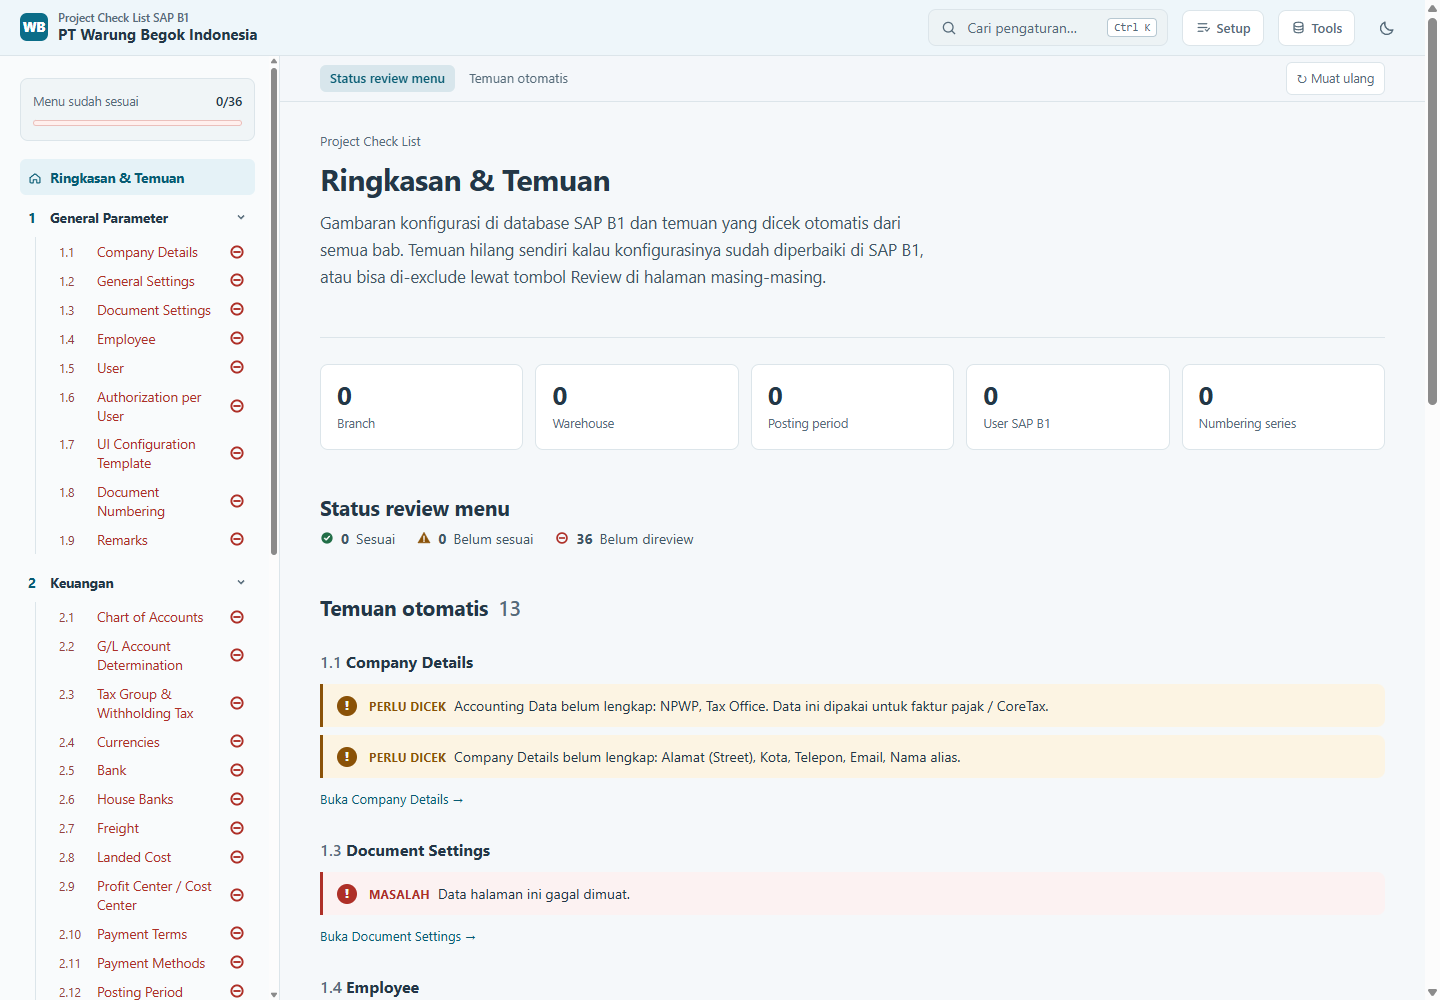 WB
Project Check List SAP B1
PT Warung Begok Indonesia
Cari pengaturan...
Ctrl K
Setup
Tools
Menu sudah sesuai 0/36
Ringkasan & Temuan
1 General Parameter
1.1 Company Details
1.2 General Settings
1.3 Document Settings
1.4 Employee
1.5 User
1.6 Authorization per
User
1.7 UI Configuration
Template
1.8 Document
Numbering
1.9 Remarks
2 Keuangan
2.1 Chart of Accounts
2.2 G/L Account
Determination
2.3 Tax Group &
Withholding Tax
2.4 Currencies
2.5 Bank
2.6 House Banks
2.7 Freight
2.8 Landed Cost
2.9 Profit Center / Cost
Center
2.10 Payment Terms
2.11 Payment Methods
2.12 Posting Period
Status review menu
Temuan otomatis
↻ Muat ulang
Project Check List
Ringkasan & Temuan
Gambaran konfigurasi di database SAP B1 dan temuan yang dicek otomatis dari
semua bab. Temuan hilang sendiri kalau konfigurasinya sudah diperbaiki di SAP B1,
atau bisa di-exclude lewat tombol Review di halaman masing-masing.
0
Branch
0
Warehouse
0
Posting period
0
User SAP B1
0
Numbering series
Status review menu
0 Sesuai
0 Belum sesuai
36 Belum direview
Temuan otomatis 13
1.1 Company Details
! PERLU DICEK Accounting Data belum lengkap: NPWP, Tax Office. Data ini dipakai untuk faktur pajak / CoreTax.
! PERLU DICEK Company Details belum lengkap: Alamat (Street), Kota, Telepon, Email, Nama alias.
Buka Company Details →
1.3 Document Settings
! MASALAH Data halaman ini gagal dimuat.
Buka Document Settings →
1.4 Employee